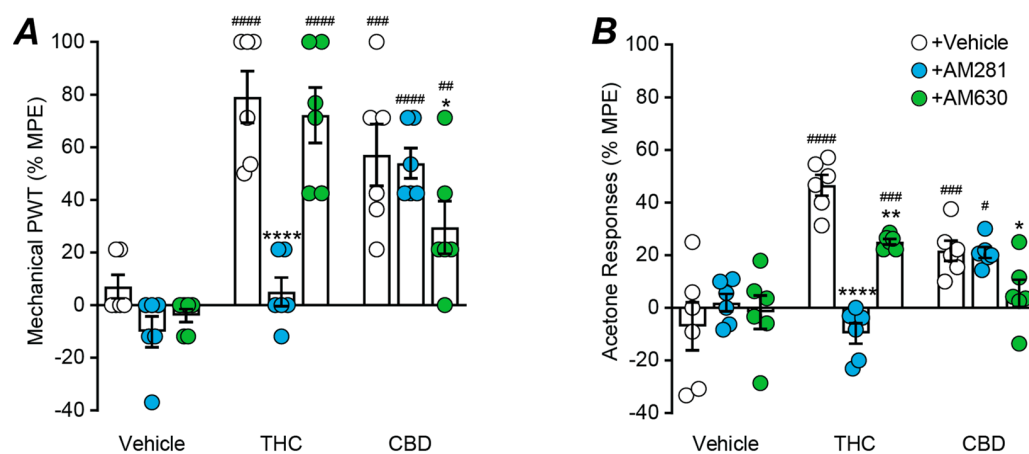 A
B
Mechanical PWT (% MPE)
100
80
60
40
20
0
-20
-40
####
####
###
****
####
##
*
Vehicle
THC
CBD
Acetone Responses (% MPE)
100
80
60
40
20
0
-20
-40
+Vehicle
+AM281
+AM630
####
****
###
**
###
#
*
Vehicle
THC
CBD